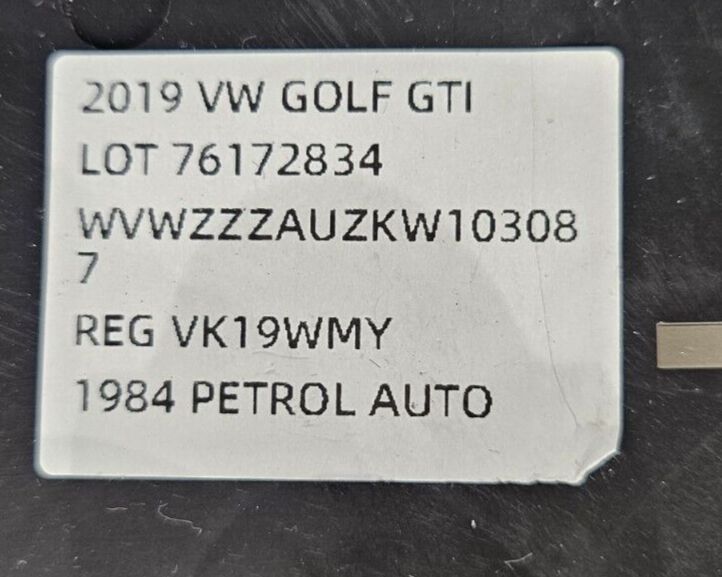 2019 VW GOLF GTI
LOT 76172834
WVWZZZAUZKW10308
7
REG VK19WMY
1984 PETROL AUTO